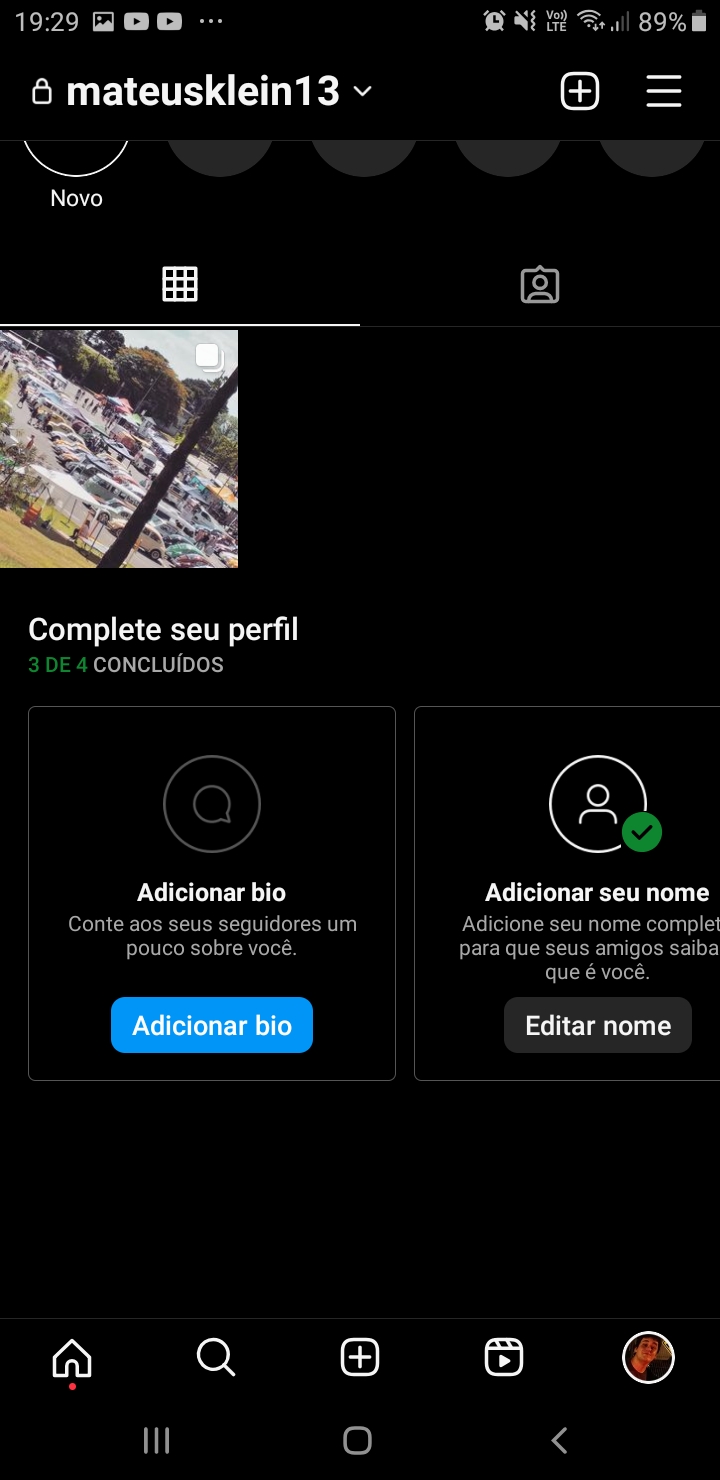 19:29
Vo))
LTE
89%
mateusklein13
Novo
Complete seu perfil
3 DE 4 CONCLUÍDOS
Adicionar bio
Conte aos seus seguidores um
pouco sobre você.
Adicionar bio
Adicionar seu nome
Adicione seu nome complet
para que seus amigos saiba
que é você.
Editar nome